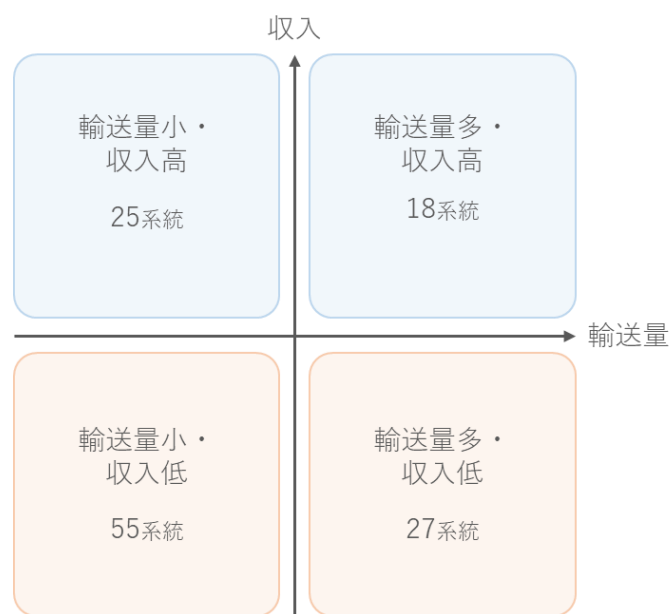 収入
輸送量小・
収入高
25系統
輸送量多・
収入高
18系統
輸送量
輸送量小・
収入低
55系統
輸送量多・
収入低
27系統